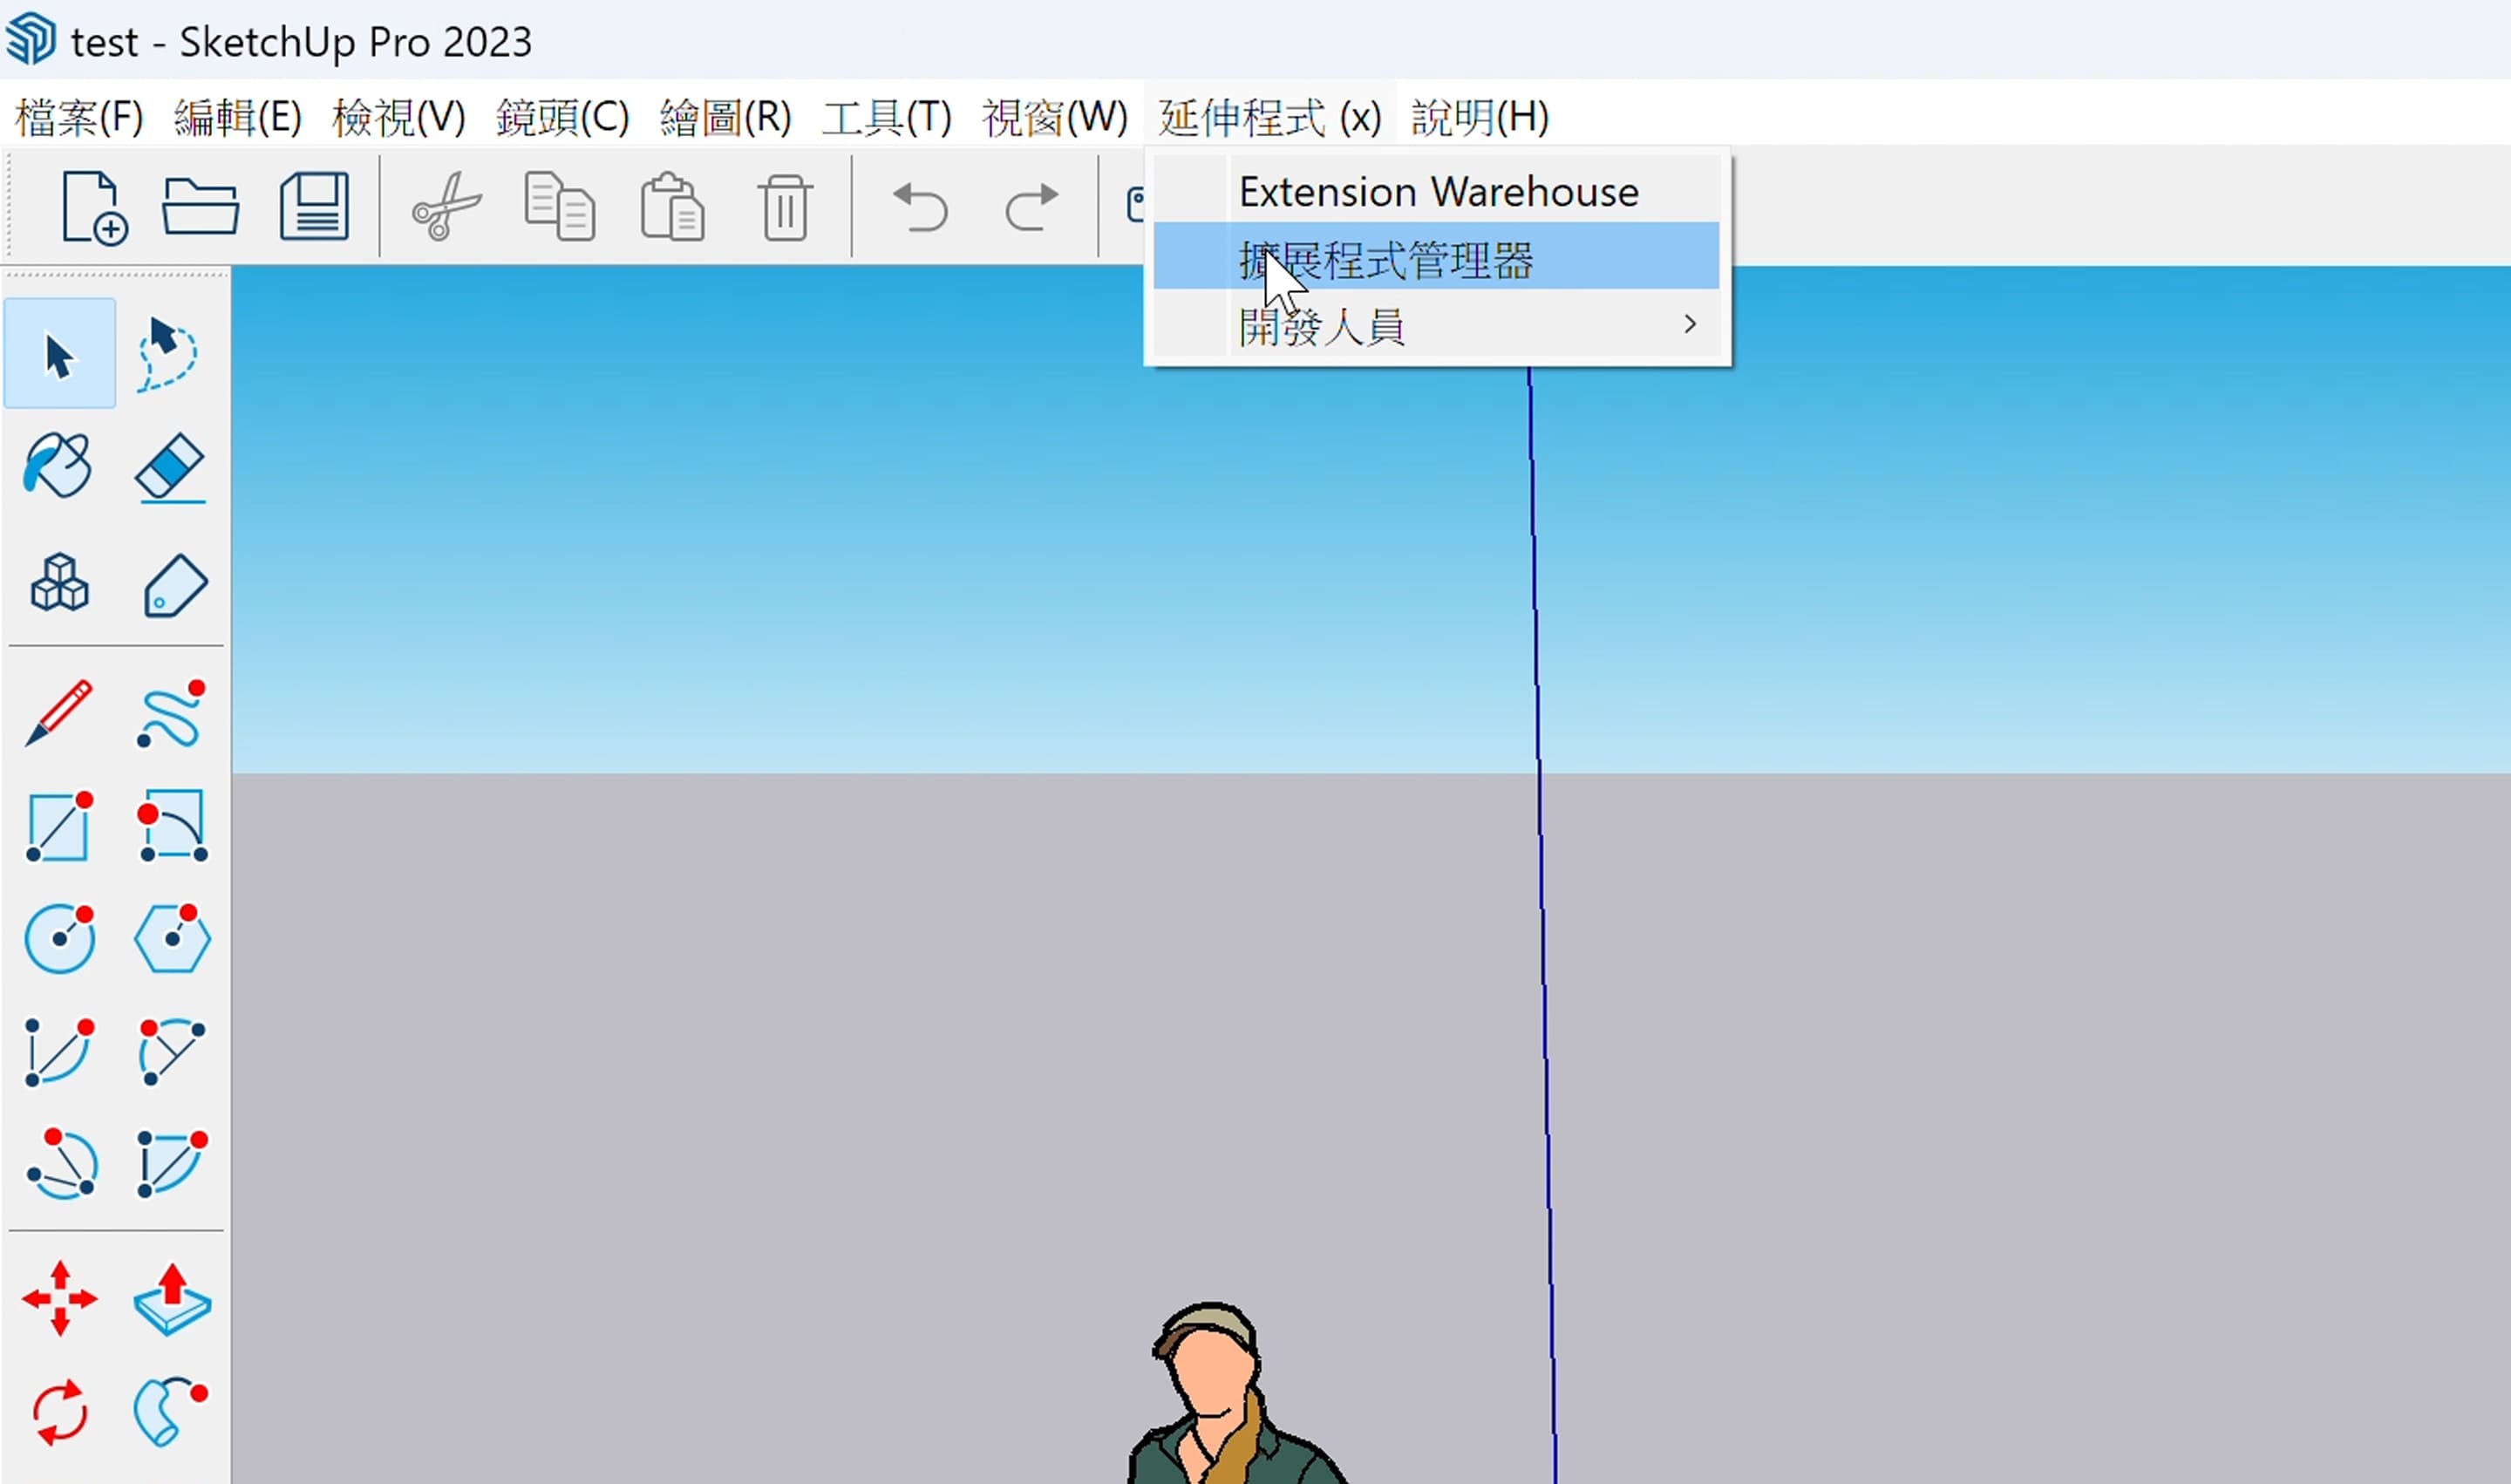 test - SketchUp Pro 2023
檔案(F) 編輯(E) 檢視(V) 鏡頭(C) 繪圖(R) 工具(T) 視窗(W) 延伸程式 (x) 說明(H)
Extension Warehouse
擴展程式管理器
開發人員